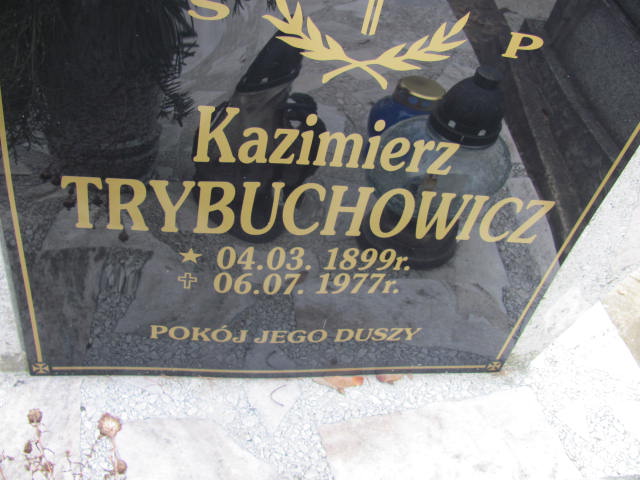 S P
Kazimierz
TRYBUCHOWICZ
04.03. 1899r.
06.07. 1977r.
POKÓJ JEGO DUSZY